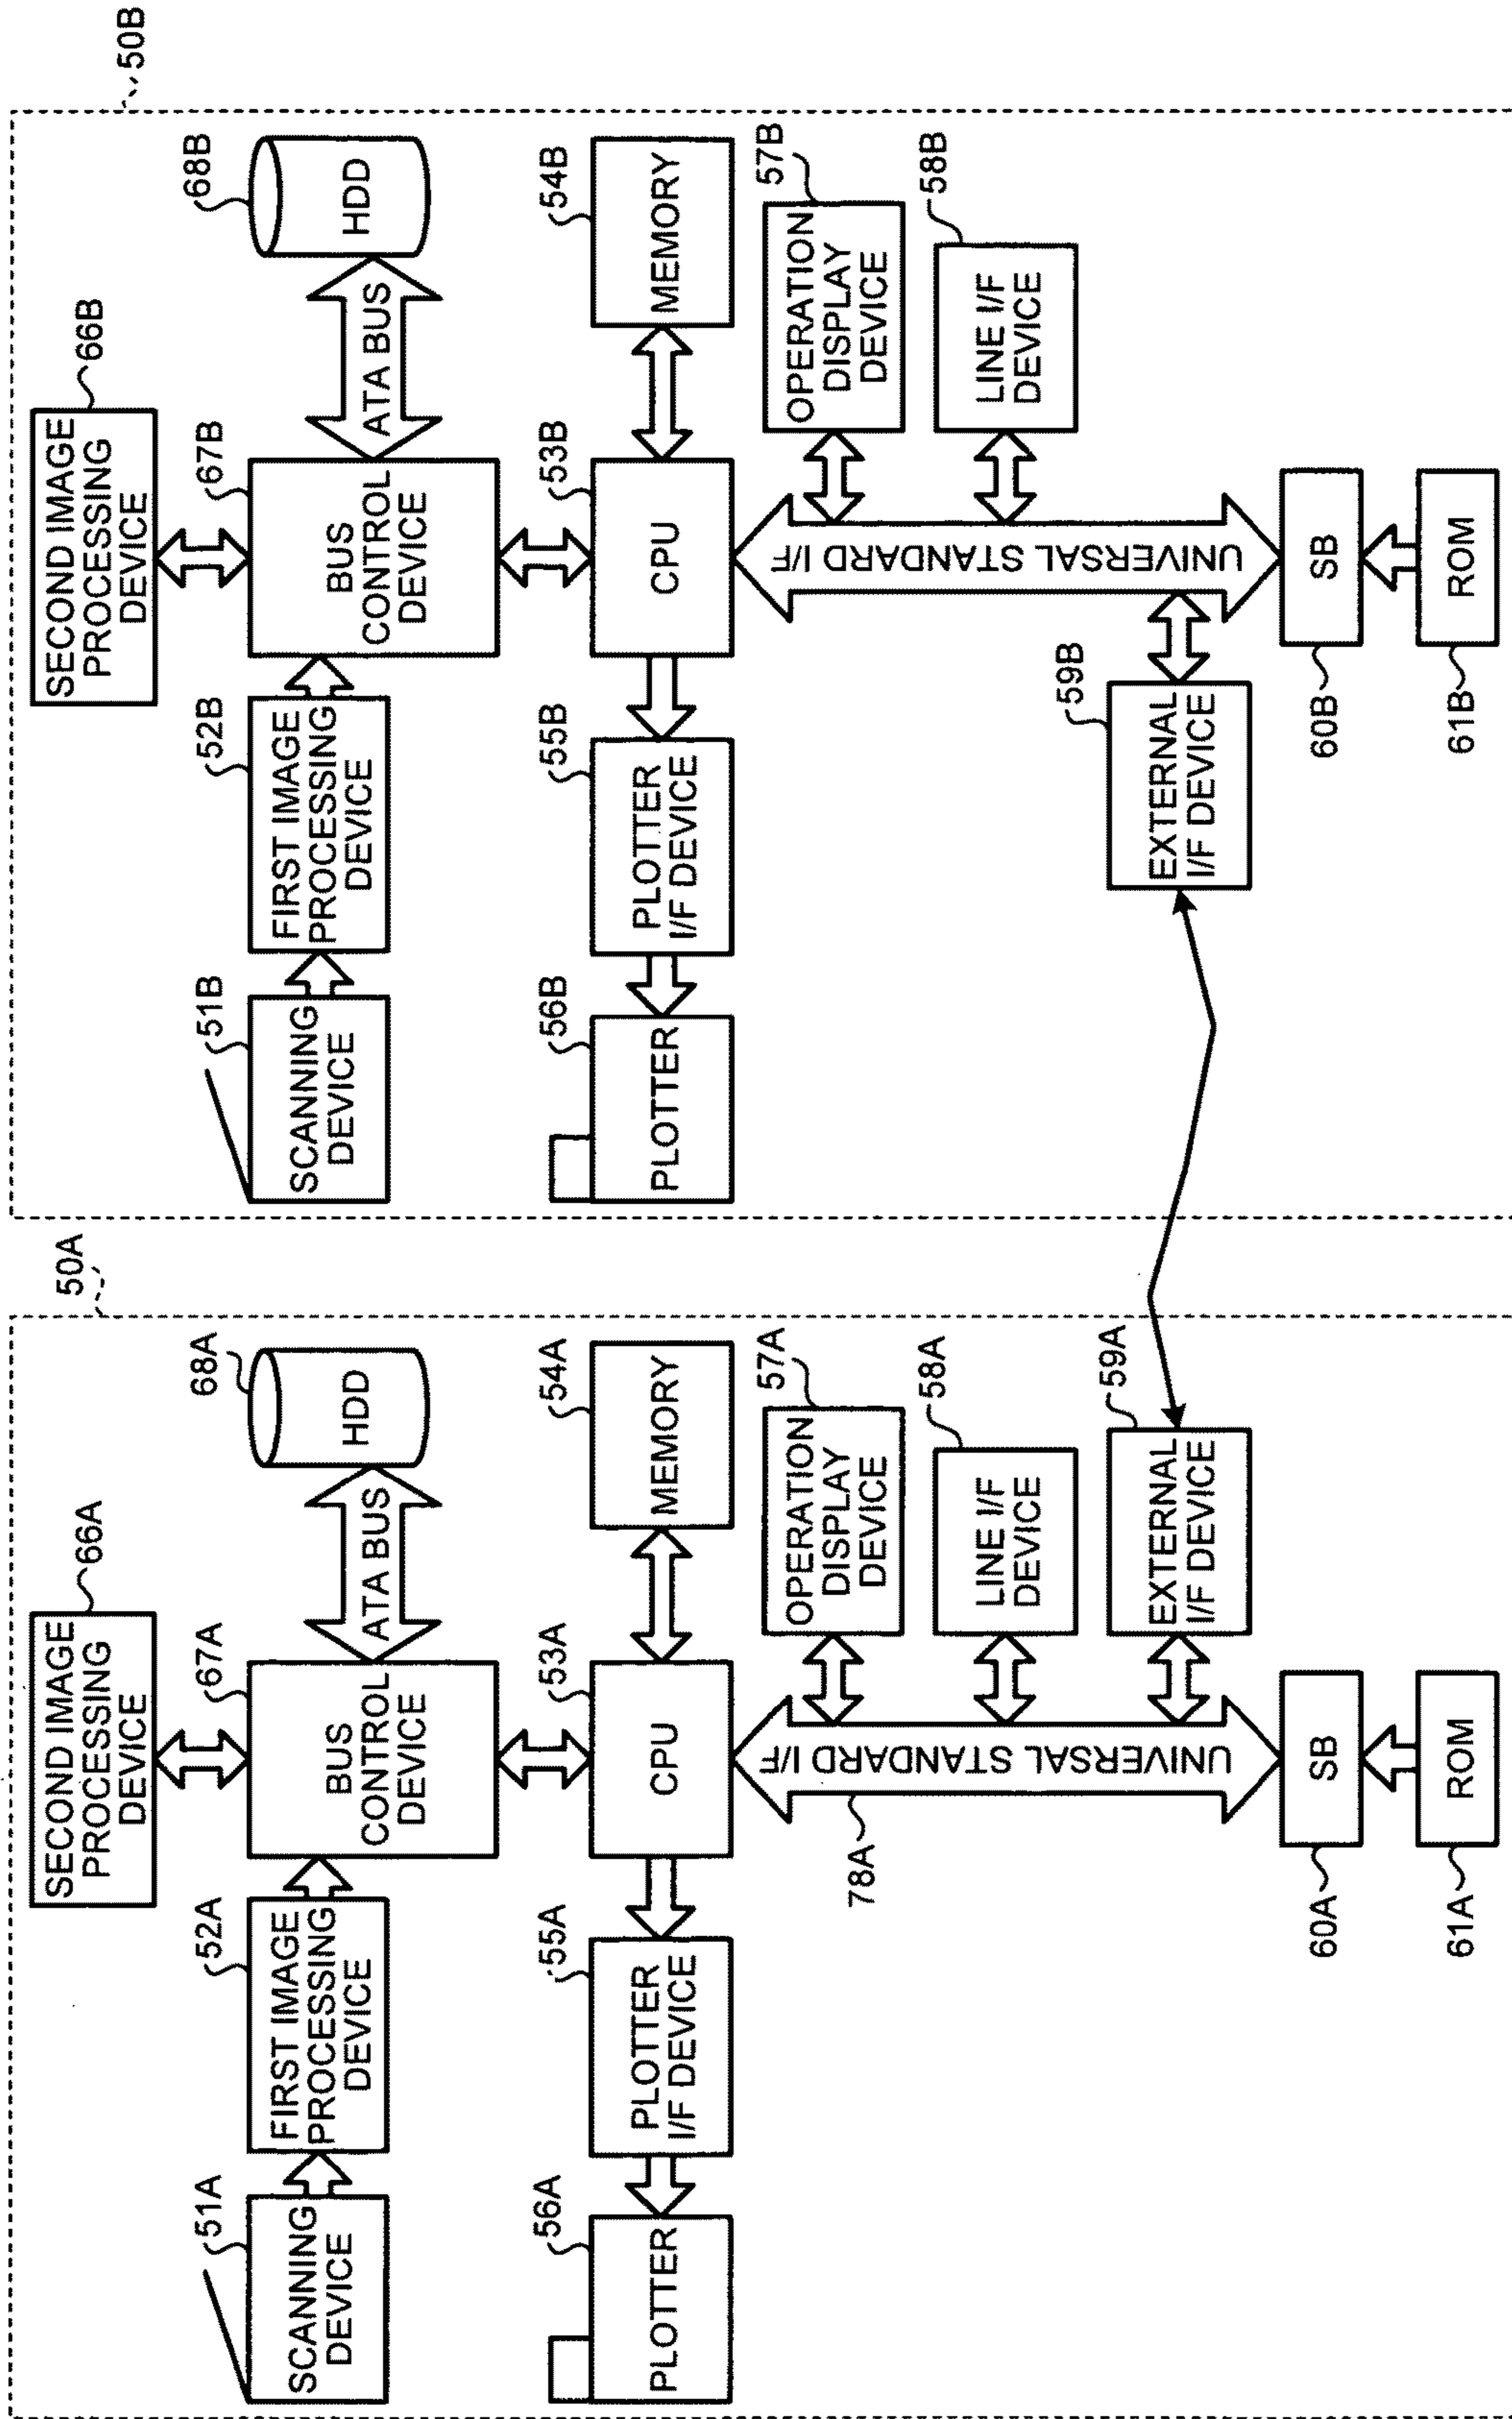 50A
SECOND IMAGE
PROCESSING
DEVICE
66A
51A
SCANNING
DEVICE
52A
FIRST IMAGE
PROCESSING
DEVICE
67A
BUS
CONTROL
DEVICE
ATA BUS
68A
HDD
56A
PLOTTER
55A
PLOTTER
I/F DEVICE
53A
CPU
54A
MEMORY
57A
OPERATION
DISPLAY
DEVICE
78A
UNIVERSAL STANDARD I/F
58A
LINE I/F
DEVICE
59A
EXTERNAL
I/F DEVICE
60A
SB
61A
ROM
50B
SECOND IMAGE
PROCESSING
DEVICE
66B
51B
SCANNING
DEVICE
52B
FIRST IMAGE
PROCESSING
DEVICE
67B
BUS
CONTROL
DEVICE
ATA BUS
68B
HDD
56B
PLOTTER
55B
PLOTTER
I/F DEVICE
53B
CPU
54B
MEMORY
57B
OPERATION
DISPLAY
DEVICE
UNIVERSAL STANDARD I/F
58B
LINE I/F
DEVICE
59B
EXTERNAL
I/F DEVICE
60B
SB
61B
ROM